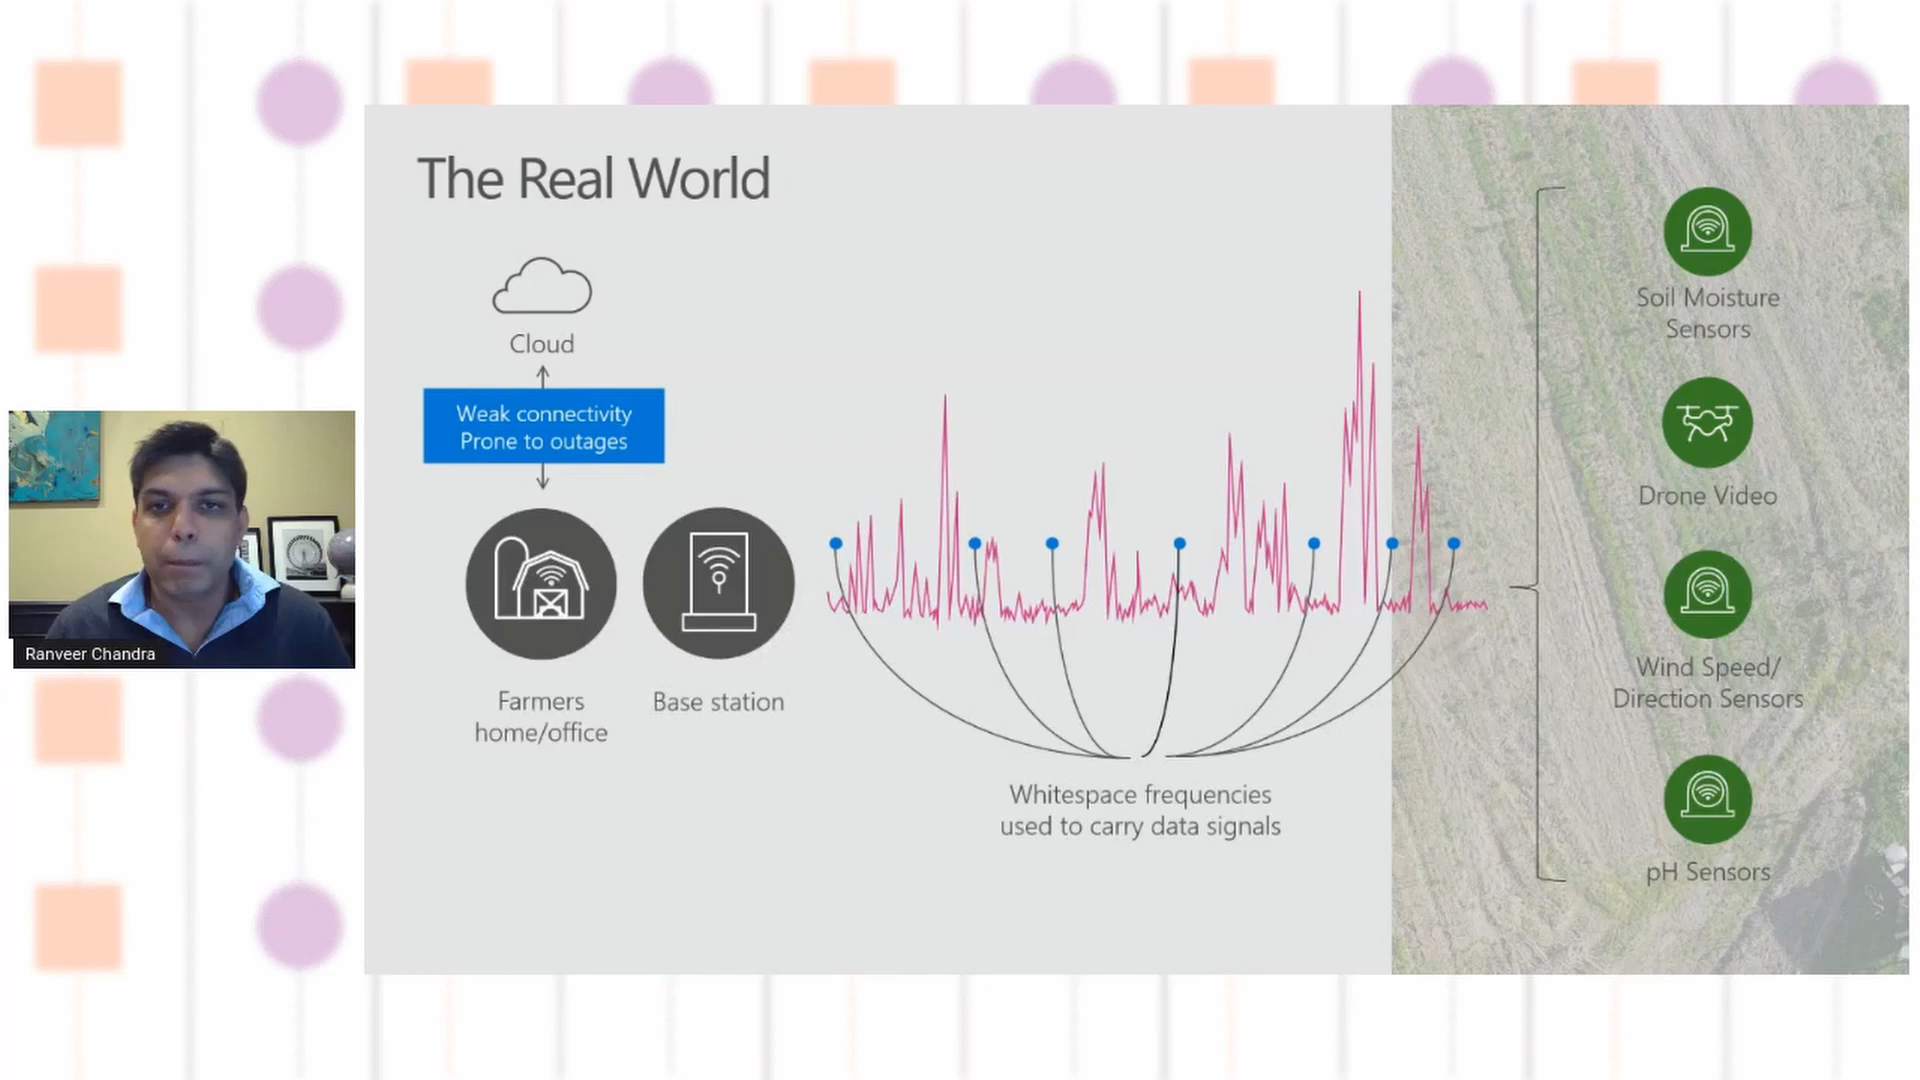 The Real World
Cloud
Weak connectivity
Prone to outages
Farmers
home/office
Base station
Whitespace frequencies
used to carry data signals
Soil Moisture
Sensors
Drone Video
Wind Speed/
Direction Sensors
pH Sensors
Ranveer Chandra